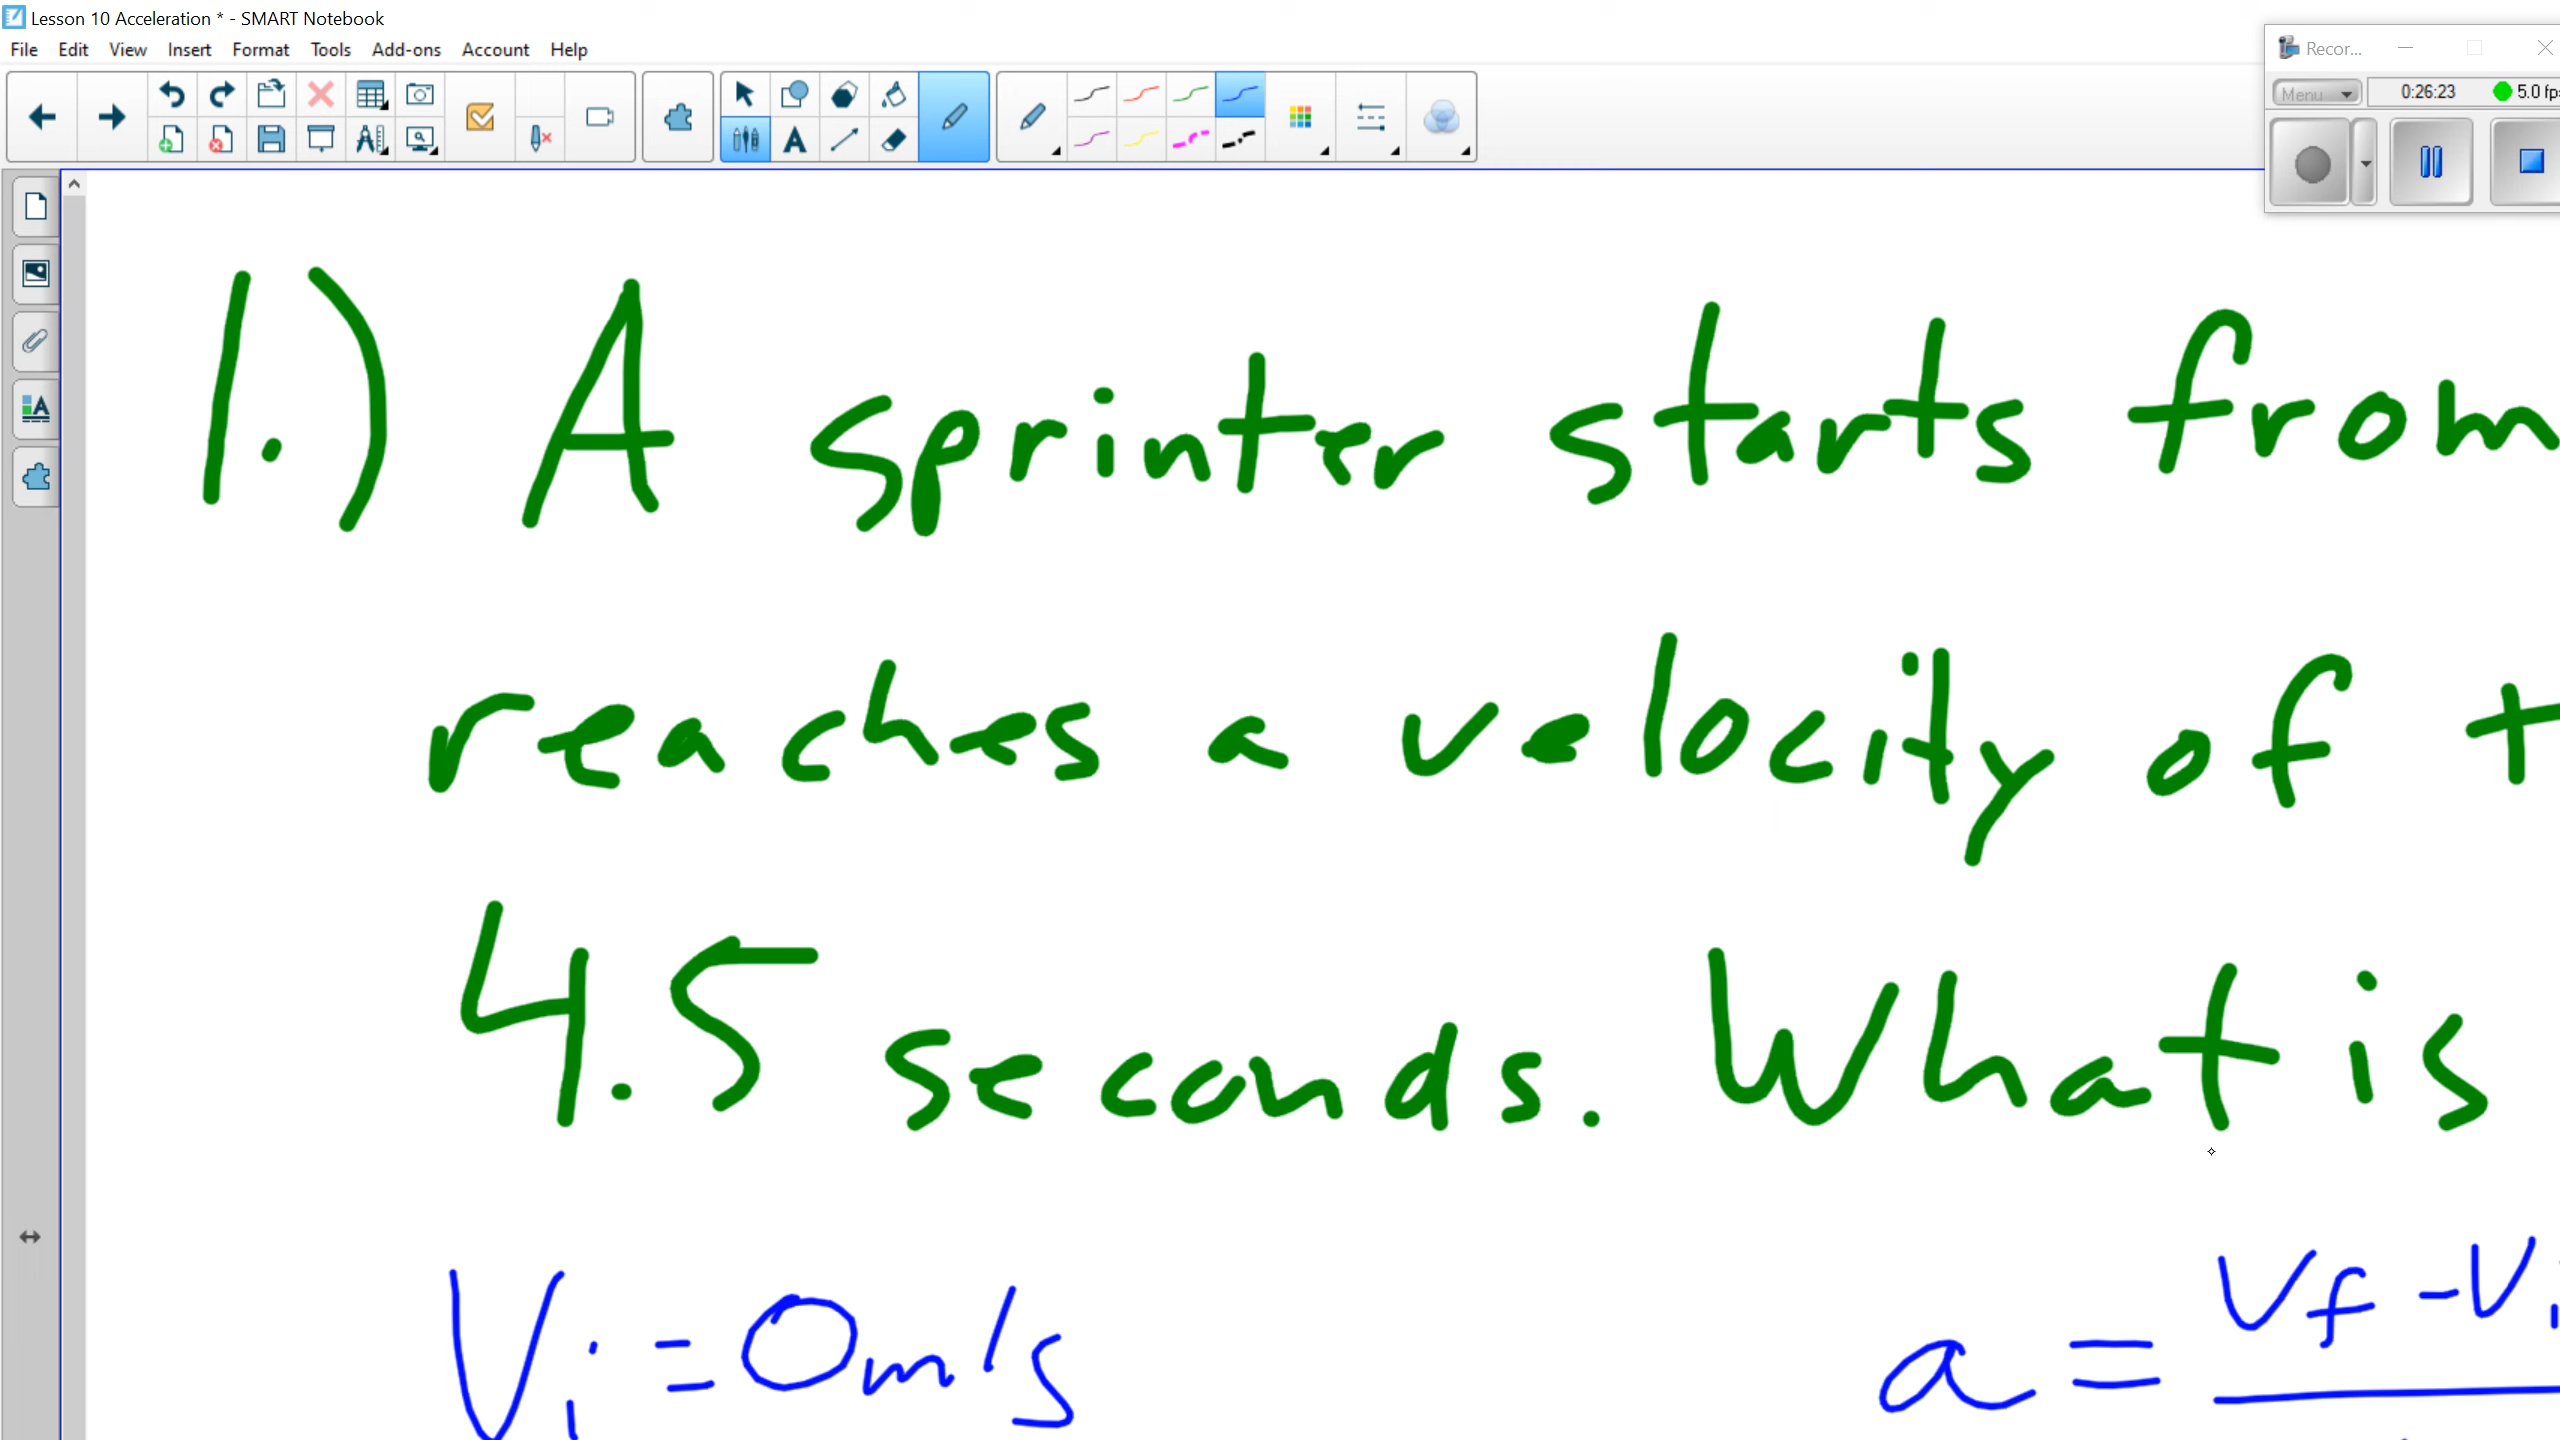 Lesson 10 Acceleration * - SMART Notebook
File Edit View Insert Format Tools Add-ons Account Help
Recor...
Menu 0:26:23 5.0 fp
1.) A sprinter starts from
reaches a velocity of +
4.5 seconds. What is
Vi = 0m/s
a = Vf - Vi